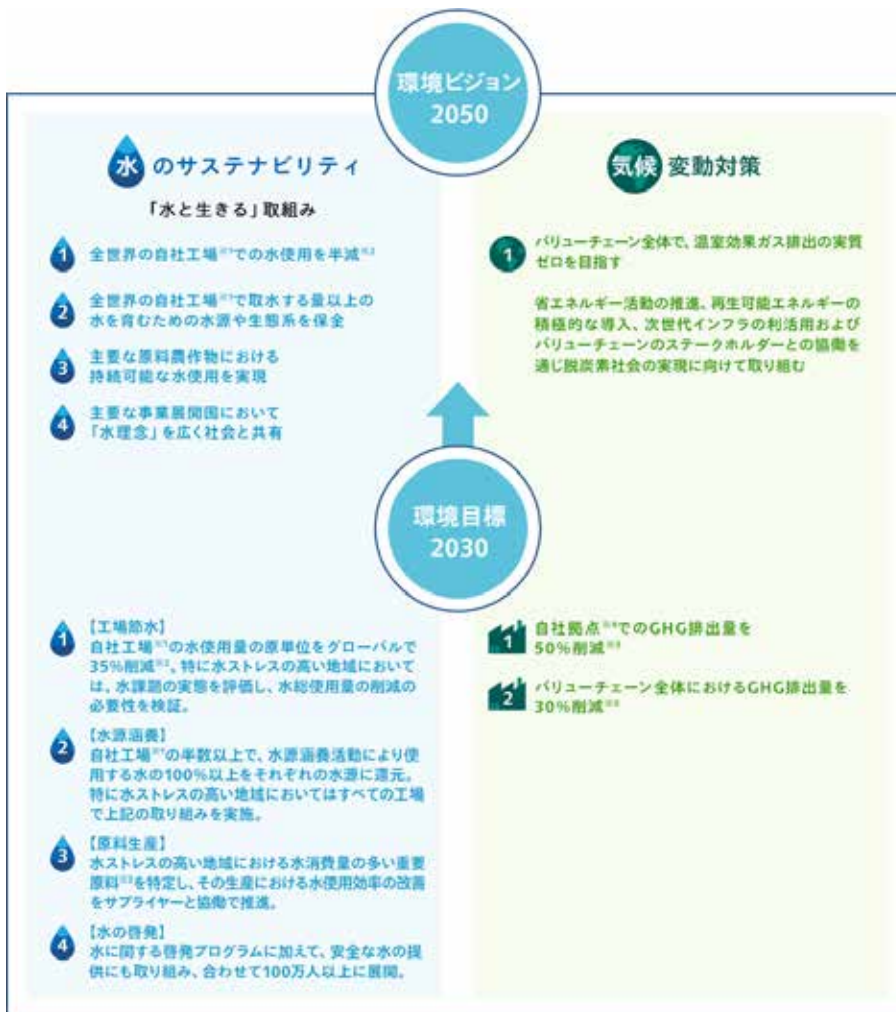 環境ビジョン
2050
水のサステナビリティ
「水と生きる」取組み
1 全世界の自社工場※1での水使用を半減※2
2 全世界の自社工場※1で取水する量以上の
水を育むための水源や生態系を保全
3 主要な原料農作物における
持続可能な水使用を実現
4 主要な事業展開国において
「水理念」を広く社会と共有
気候変動対策
1 バリューチェーン全体で、温室効果ガス排出の実質
ゼロを目指す
省エネルギー活動の推進、再生可能エネルギーの
積極的な導入、次世代インフラの利活用および
バリューチェーンのステークホルダーとの協働を
通じ脱炭素社会の実現に向けて取り組む
環境目標
2030
1 【工場節水】
自社工場※1の水使用量の原単位をグローバルで
35%削減、特に水ストレスの高い地域において
は、水課題の実態を評価し、水総使用量の削減の
必要性を検証。
2 【水源涵養】
自社工場※1の半数以上で、水源涵養活動により使
用する水の100%以上をそれぞれの水源に還元。
特に水ストレスの高い地域においてはすべての工場
で上記の取り組みを実施。
3 【原料生産】
水ストレスの高い地域における水消費量の多い重要
原料を特定し、その生産における水使用効率の改善
をサプライヤーと協働で推進。
4 【水の啓発】
水に関する啓発プログラムに加えて、安全な水の提
供にも取り組み、合わせて100万人以上に展開。
1 自社拠点でのGHG排出量を
50%削減
2 バリューチェーン全体におけるGHG排出量を
30%削減